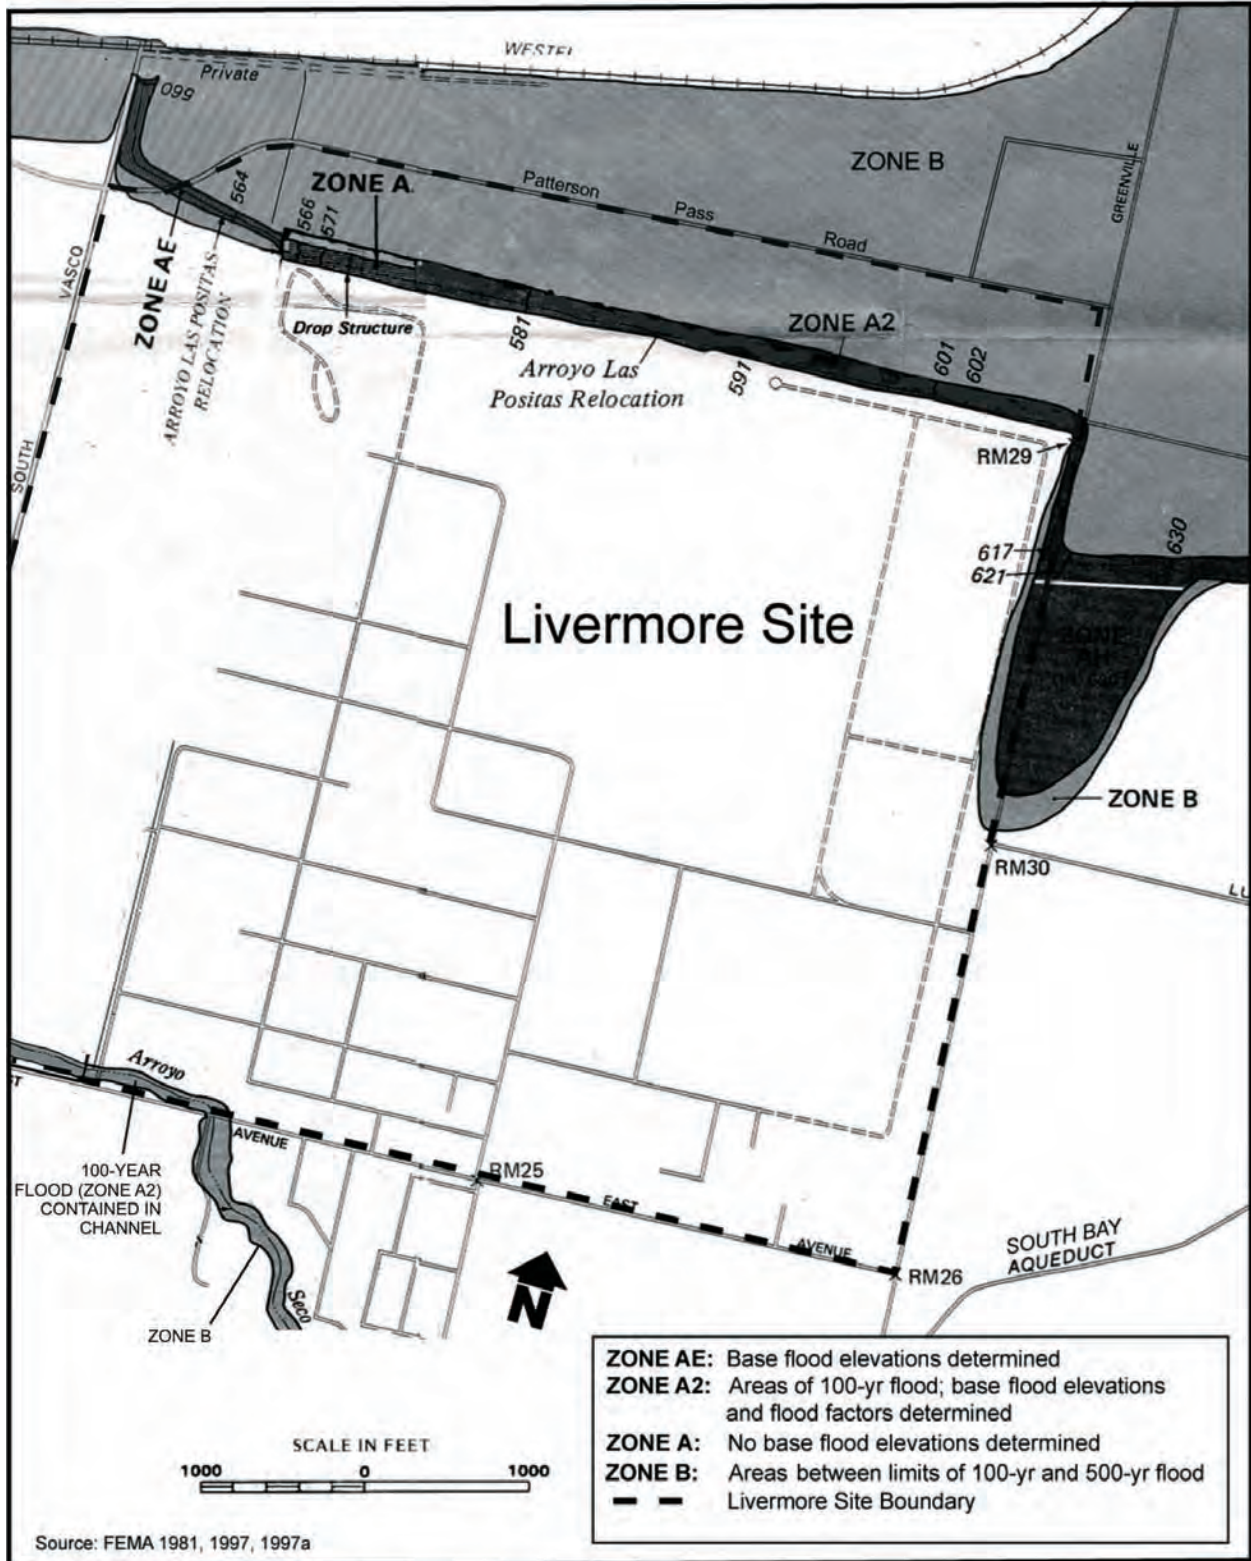 WESTEL
Private
660
ZONE B
GREENVILLE
Patterson
Pass
Road
ZONE A
564
566
571
ZONE AE
ARROYO LAS POSITAS
RELOCATION
VASCO
SOUTH
Drop Structure
581
ZONE A2
Arroyo Las
Positas Relocation
591
601
602
RM29
617
621
630
Livermore Site
ZONE
AH
ZONE B
RM30
LU
Arroyo
ST
AVENUE
100-YEAR
FLOOD (ZONE A2)
CONTAINED IN
CHANNEL
RM25
EAST
AVENUE
RM26
SOUTH BAY
AQUEDUCT
Seco
ZONE B
N
ZONE AE: Base flood elevations determined
ZONE A2: Areas of 100-yr flood; base flood elevations
and flood factors determined
ZONE A: No base flood elevations determined
ZONE B: Areas between limits of 100-yr and 500-yr flood
Livermore Site Boundary
SCALE IN FEET
1000 0 1000
Source: FEMA 1981, 1997, 1997a